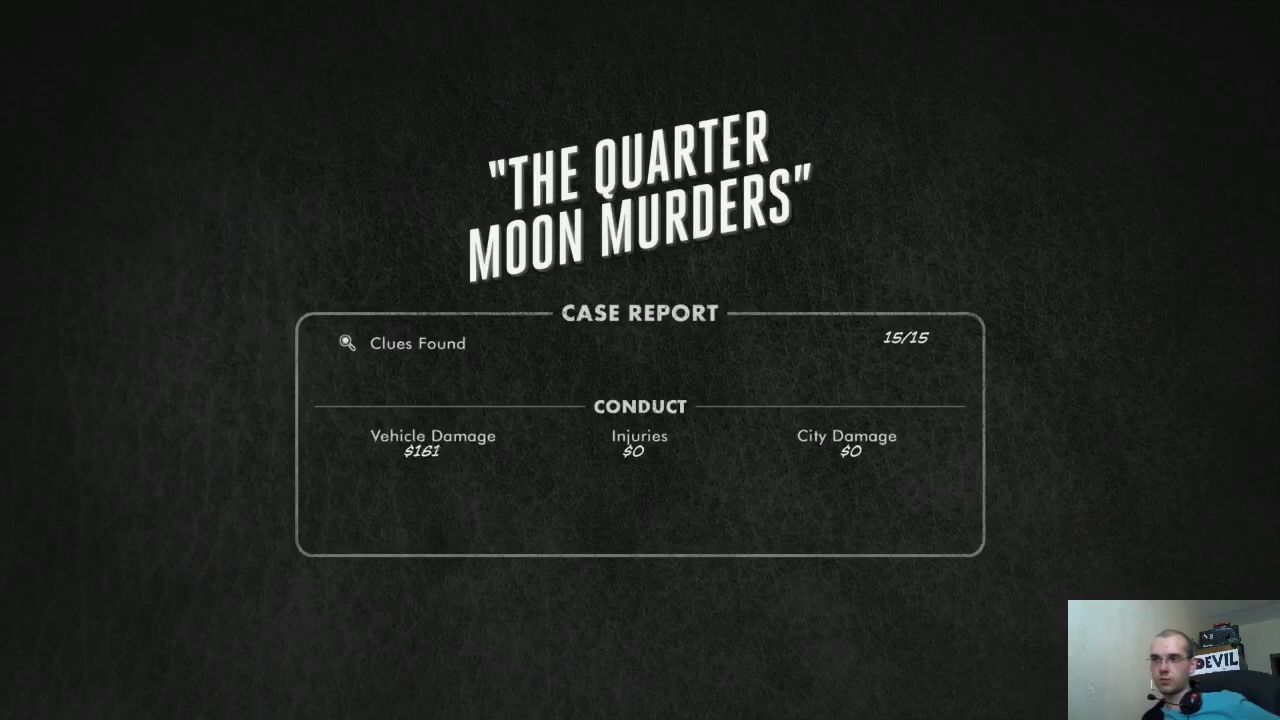 "THE QUARTER
MOON MURDERS"
CASE REPORT
Clues Found 15/15
CONDUCT
Vehicle Damage Injuries City Damage
$161 $0 $0
DEVIL